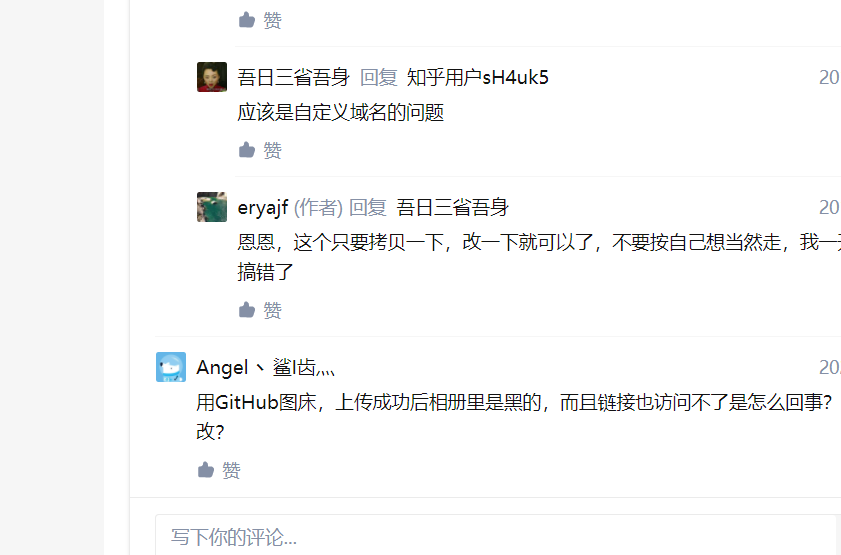 赞
吾日三省吾身 回复 知乎用户sH4uk5 20
应该是自定义域名的问题
赞
eryajf (作者) 回复 吾日三省吾身 20
恩恩，这个只要拷贝一下，改一下就可以了，不要按自己想当然走，我一
搞错了
赞
Angel丶鲨l齿灬 20
用GitHub图床，上传成功后相册里是黑的，而且链接也访问不了是怎么回事？
改？
赞
写下你的评论...